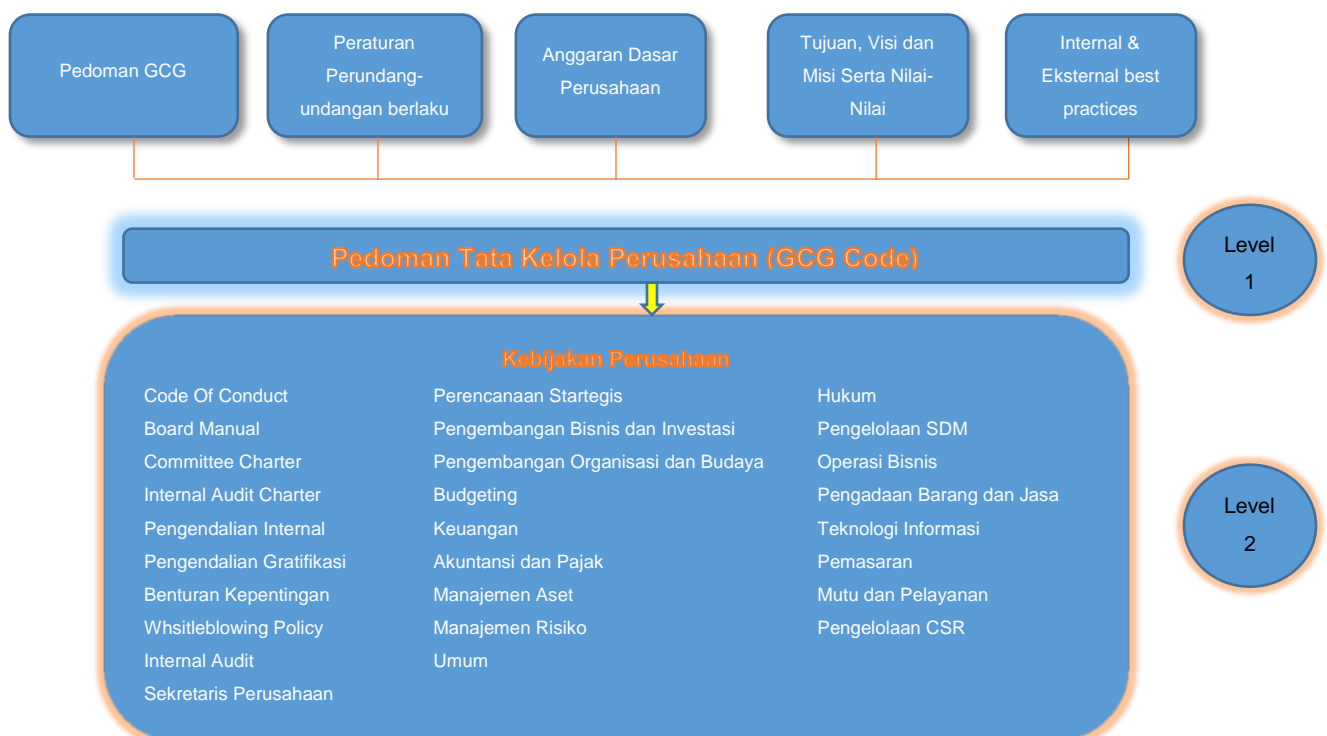 Pedoman GCG
Peraturan
Perundang-
undangan berlaku
Anggaran Dasar
Perusahaan
Tujuan, Visi dan
Misi Serta Nilai-
Nilai
Internal &
Eksternal best
practices
Pedoman Tata Kelola Perusahaan (GCG Code)
Level
1
Kebijakan Perusahaan
Code Of Conduct
Board Manual
Committee Charter
Internal Audit Charter
Pengendalian Internal
Pengendalian Gratifikasi
Benturan Kepentingan
Whsitleblowing Policy
Internal Audit
Sekretaris Perusahaan
Perencanaan Startegis
Pengembangan Bisnis dan Investasi
Pengembangan Organisasi dan Budaya
Budgeting
Keuangan
Akuntansi dan Pajak
Manajemen Aset
Manajemen Risiko
Umum
Hukum
Pengelolaan SDM
Operasi Bisnis
Pengadaan Barang dan Jasa
Teknologi Informasi
Pemasaran
Mutu dan Pelayanan
Pengelolaan CSR
Level
2